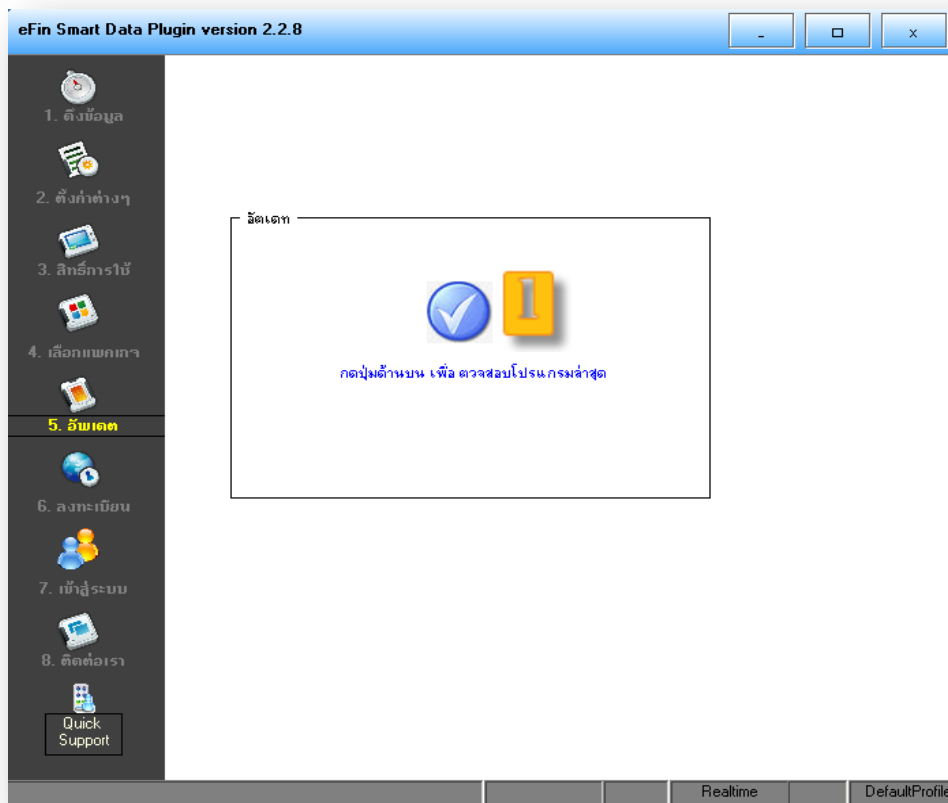 eFin Smart Data Plugin version 2.2.8
1. ดึงข้อมูล
2. ตั้งค่าต่างๆ
3. สิทธิ์การใช้
4. เลือกแพคเกจ
5. อัพเดต
6. ลงทะเบียน
7. เข้าสู่ระบบ
8. ติดต่อเรา
Quick
Support
อัตเดท
1
กดปุ่มด้านบน เพื่อ ตวจสอบโปรแกรมล่าสุด
Realtime
DefaultProfile